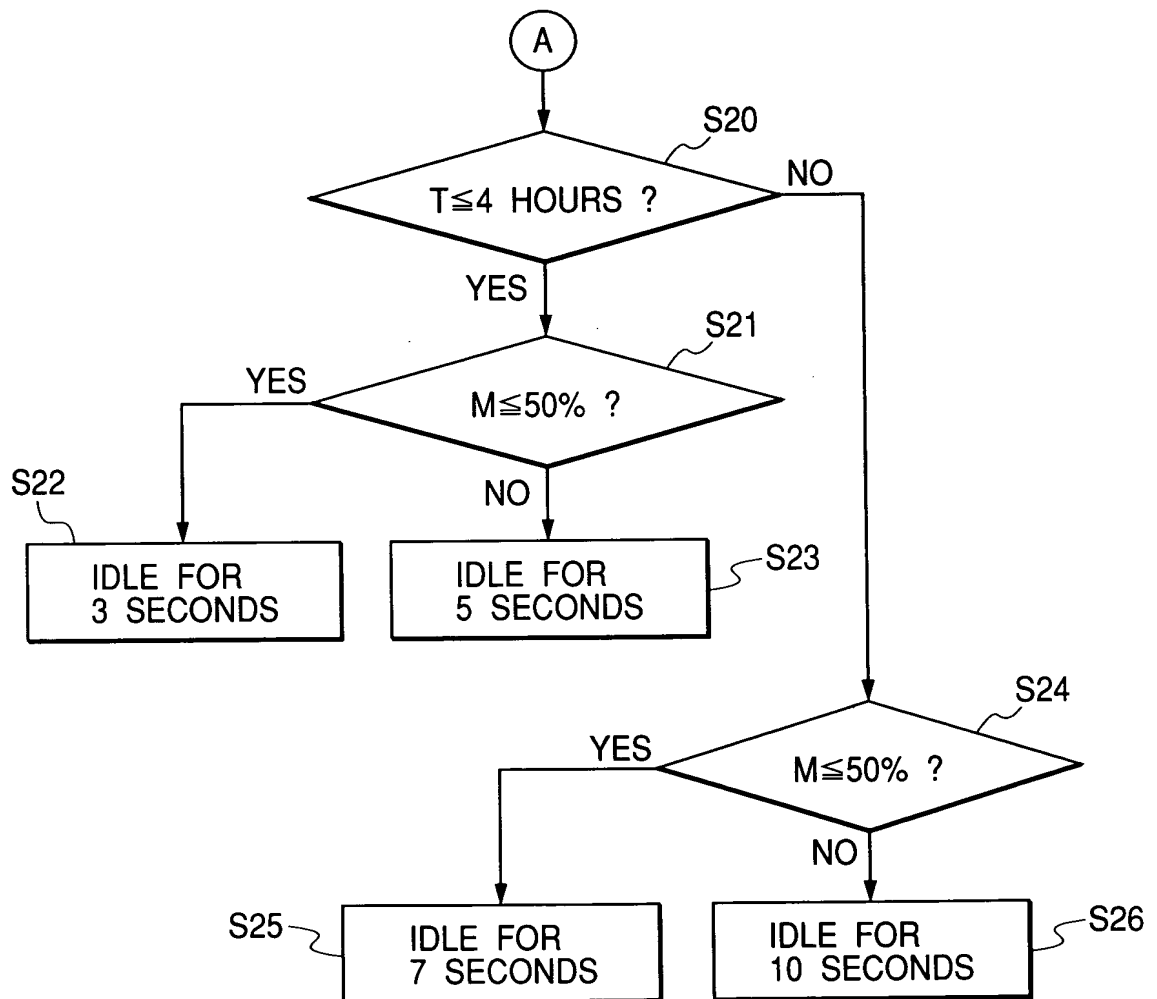 A
S20
T≦4 HOURS ?
NO
YES
S21
YES
M≦50% ?
S22
NO
IDLE FOR
3 SECONDS
IDLE FOR
5 SECONDS
S23
S24
YES
M≦50% ?
NO
S25
IDLE FOR
7 SECONDS
IDLE FOR
10 SECONDS
S26